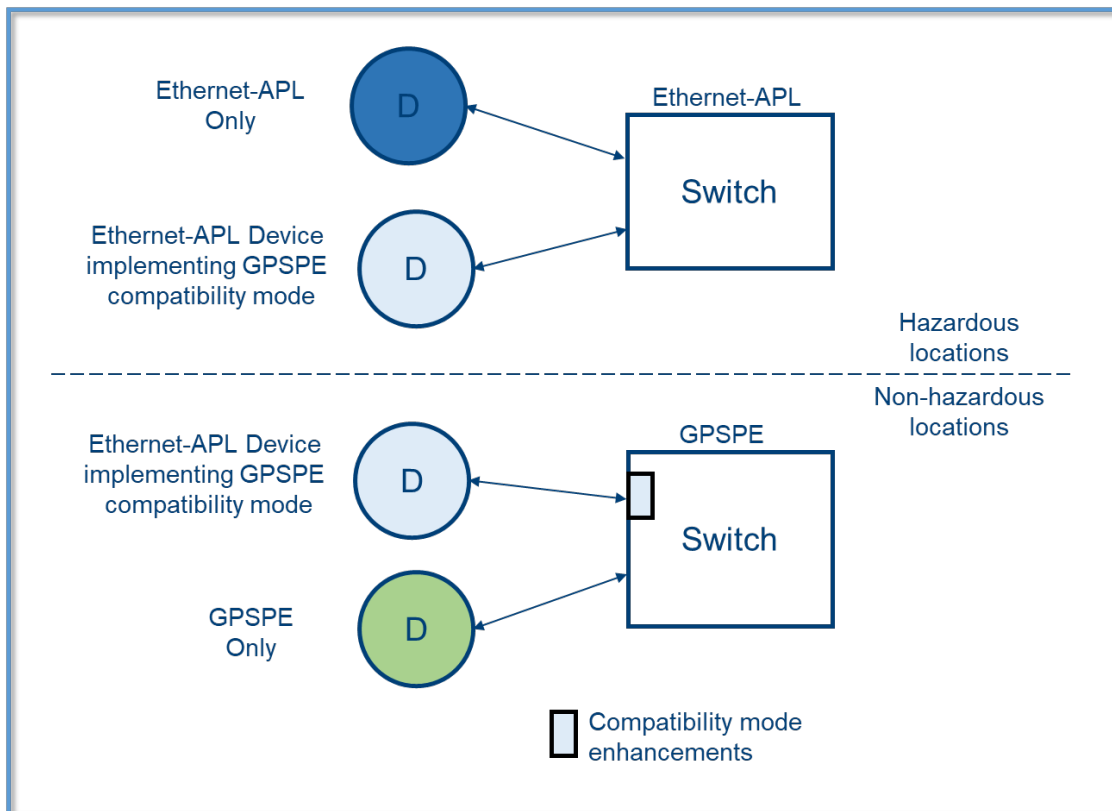 Ethernet-APL
Only
D
Ethernet-APL
Switch
Ethernet-APL Device
implementing GPSPE
compatibility mode
D
Hazardous
locations
Non-hazardous
locations
Ethernet-APL Device
implementing GPSPE
compatibility mode
D
GPSPE
Switch
GPSPE
Only
D
Compatibility mode
enhancements